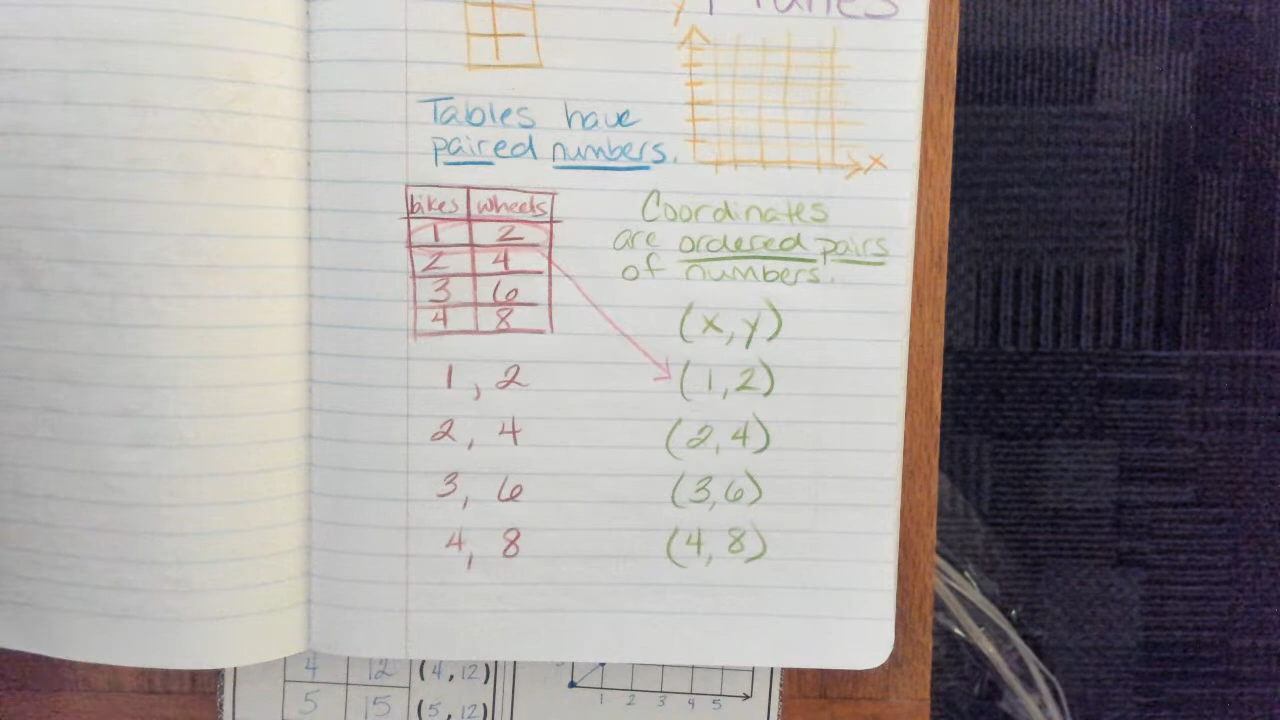 y Planes
x
Tables have
paired numbers.
bikes wheels
1 2
2 4
3 6
4 8
1, 2
2, 4
3, 6
4, 8
Coordinates
are ordered pairs
of numbers.
(x, y)
(1, 2)
(2, 4)
(3, 6)
(4, 8)
4 12 (4, 12)
5 15 (5, 12)
1 2 3 4 5